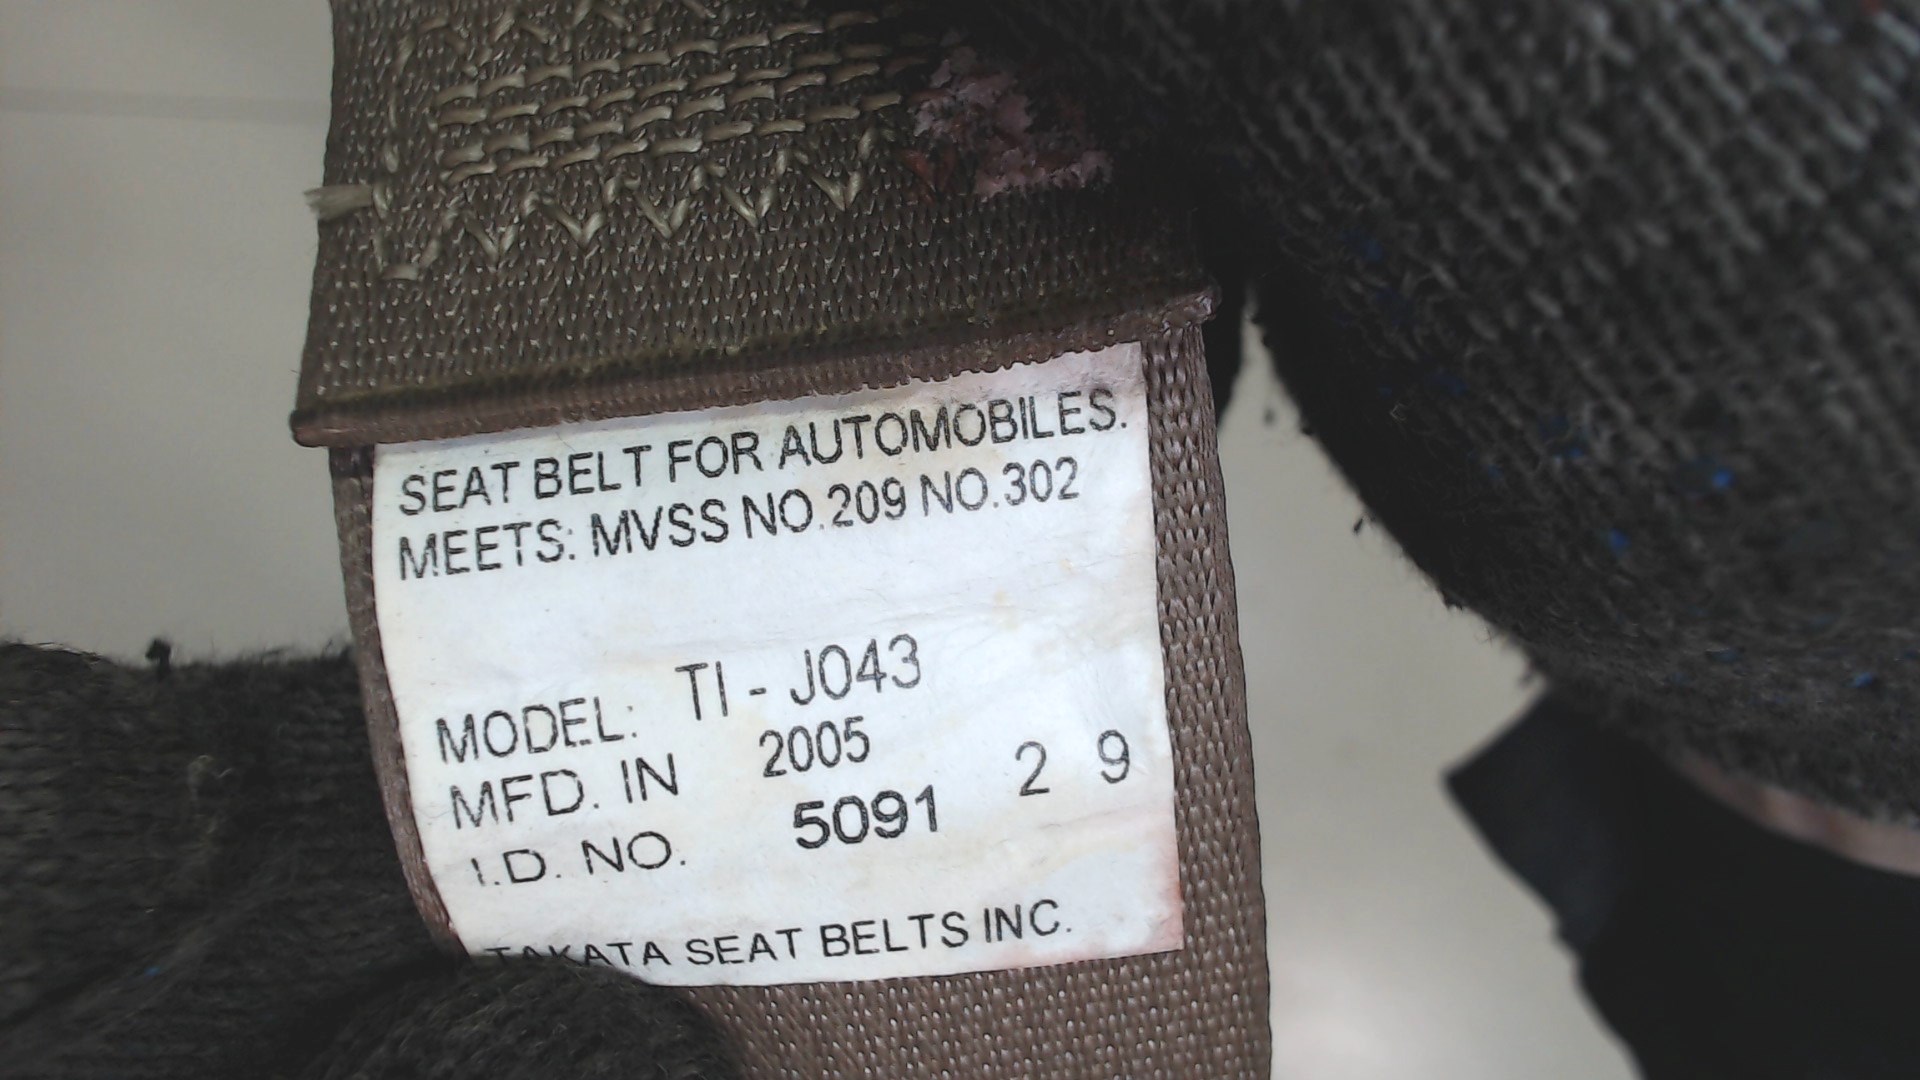 SEAT BELT FOR AUTOMOBILES.
MEETS: MVSS NO.209 NO.302
MODEL: TI - J043
MFD. IN 2005
I.D. NO. 5091 2 9
TAKATA SEAT BELTS INC.